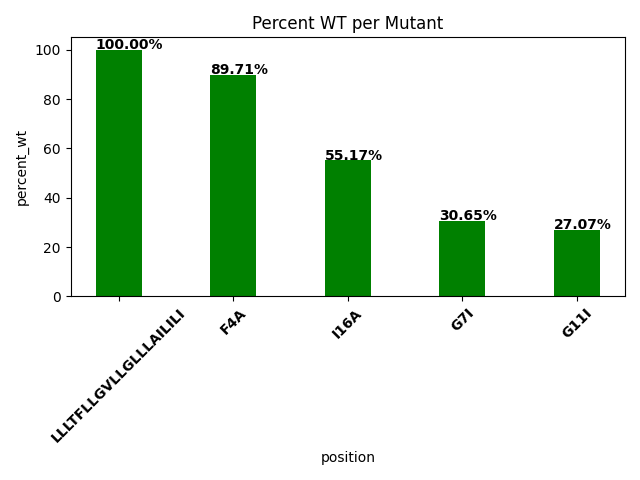 Percent WT per Mutant
100.00%
89.71%
55.17%
30.65%
27.07%
percent_wt
100
80
60
40
20
0
LLLTFLLGVLLGLLLAILILI
F4A
I16A
G7I
G11I
position